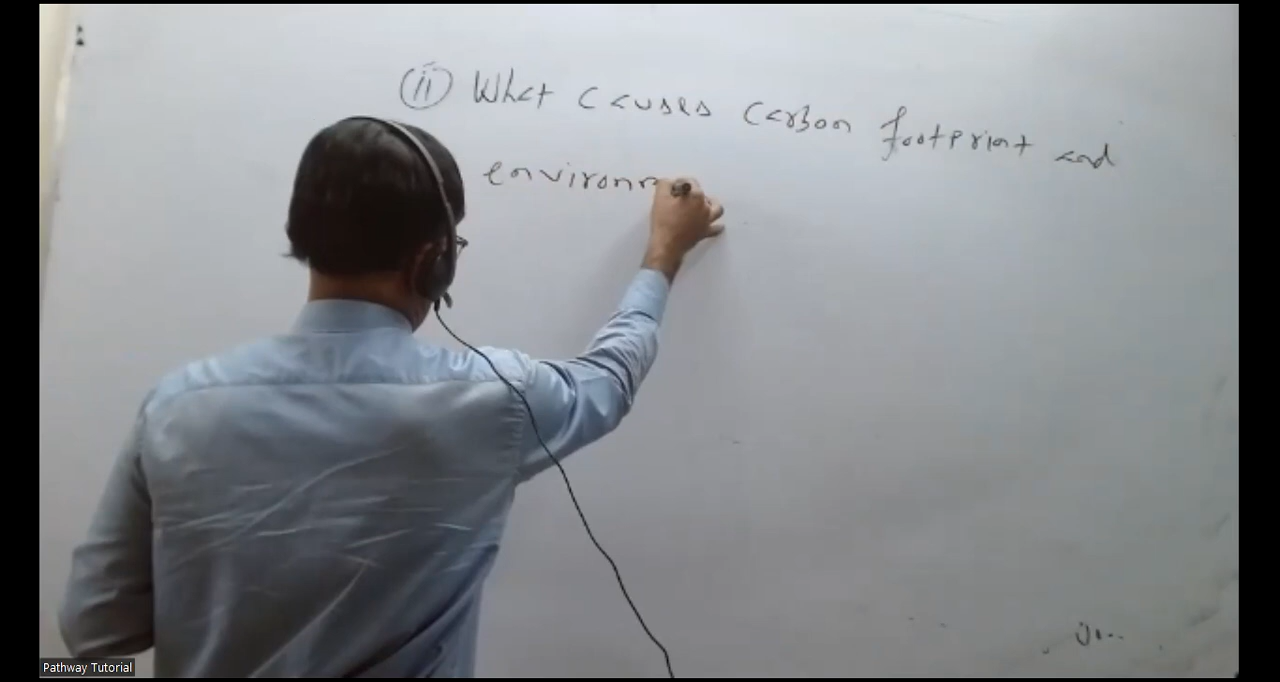 (ii) What causes carbon footprint and
environm
Pathway Tutorial